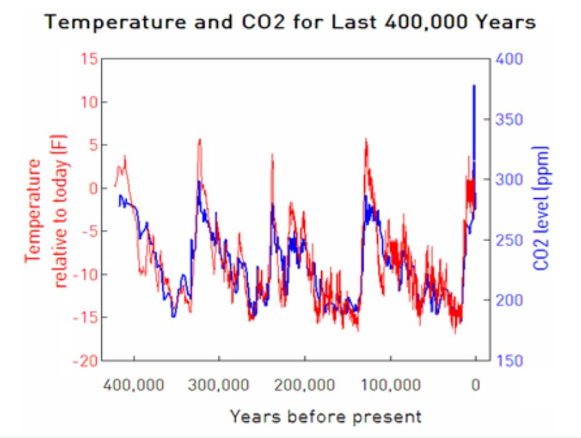 Temperature and CO2 for Last 400,000 Years
15
10
5
0
-5
-10
-15
-20
Temperature
relative to today (F)
400
350
300
250
200
150
CO2 level (ppm)
400,000 300,000 200,000 100,000 0
Years before present